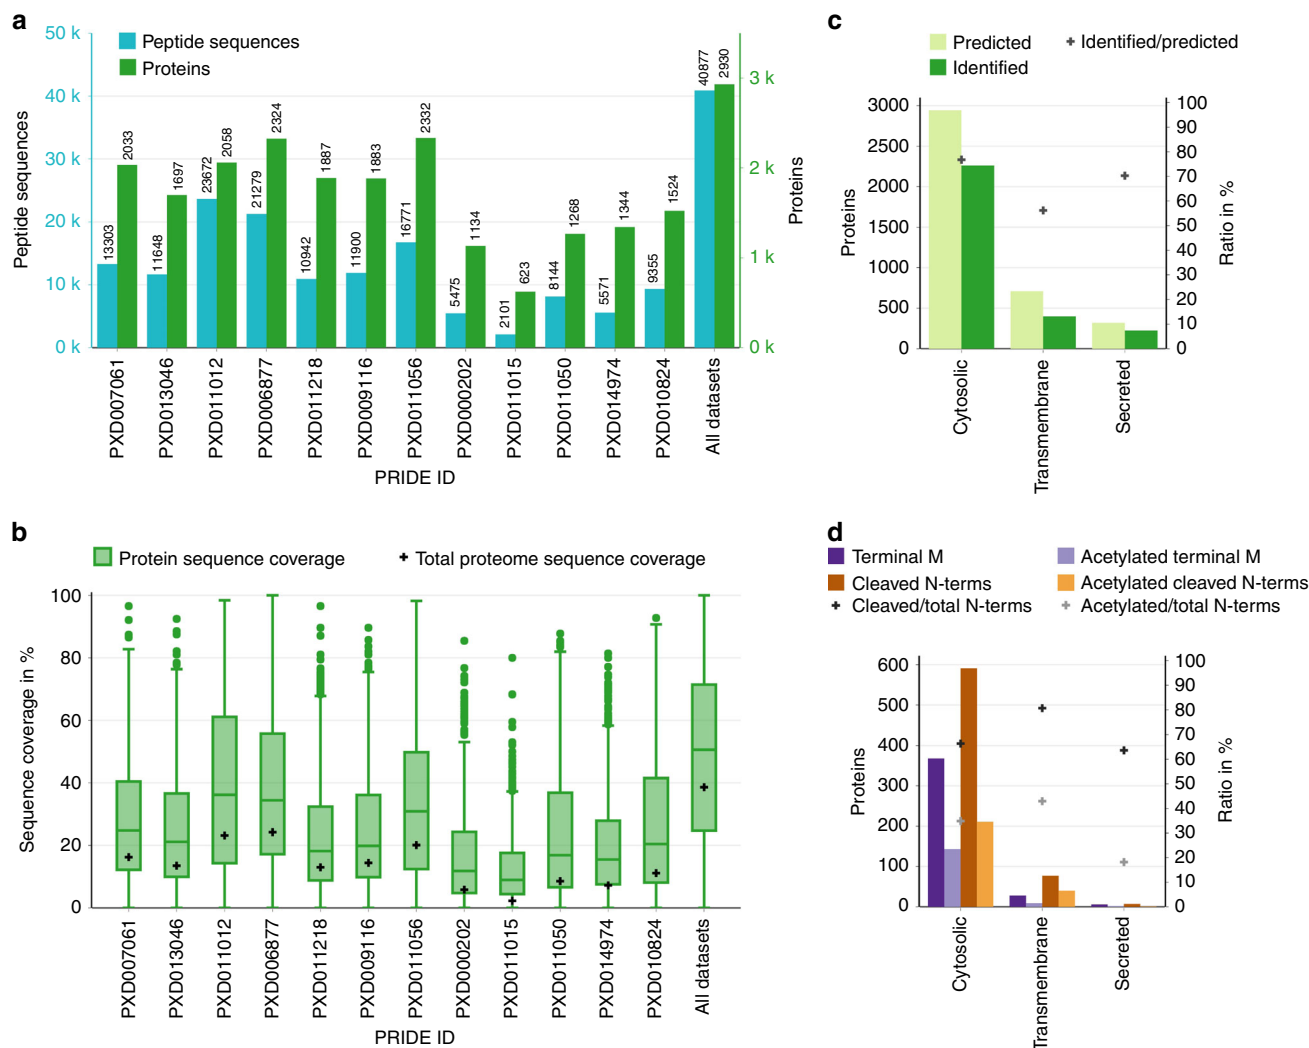 a
50 k
40 k
30 k
20 k
10 k
0 k
Peptide sequences
Peptide sequences
Proteins
13303
2033
11648
1697
23672
2058
21279
2324
10942
1887
11900
1883
16771
2332
5475
1134
2101
623
8144
1268
5571
1344
9355
1524
40877
2930
3 k
2 k
1 k
0 k
Proteins
PXD007061
PXD013046
PXD011012
PXD006877
PXD011218
PXD009116
PXD011056
PXD000202
PXD011015
PXD011050
PXD014974
PXD010824
All datasets
PRIDE ID
c
Predicted
Identified
Identified/predicted
3000
2500
2000
1500
1000
500
0
Proteins
100
90
80
70
60
50
40
30
20
10
0
Ratio in %
Cytosolic
Transmembrane
Secreted
b
Protein sequence coverage
Total proteome sequence coverage
100
80
60
40
20
0
Sequence coverage in %
PXD007061
PXD013046
PXD011012
PXD006877
PXD011218
PXD009116
PXD011056
PXD000202
PXD011015
PXD011050
PXD014974
PXD010824
All datasets
PRIDE ID
d
Terminal M
Cleaved N-terms
Cleaved/total N-terms
Acetylated terminal M
Acetylated cleaved N-terms
Acetylated/total N-terms
600
500
400
300
200
100
0
Proteins
100
90
80
70
60
50
40
30
20
10
0
Ratio in %
Cytosolic
Transmembrane
Secreted